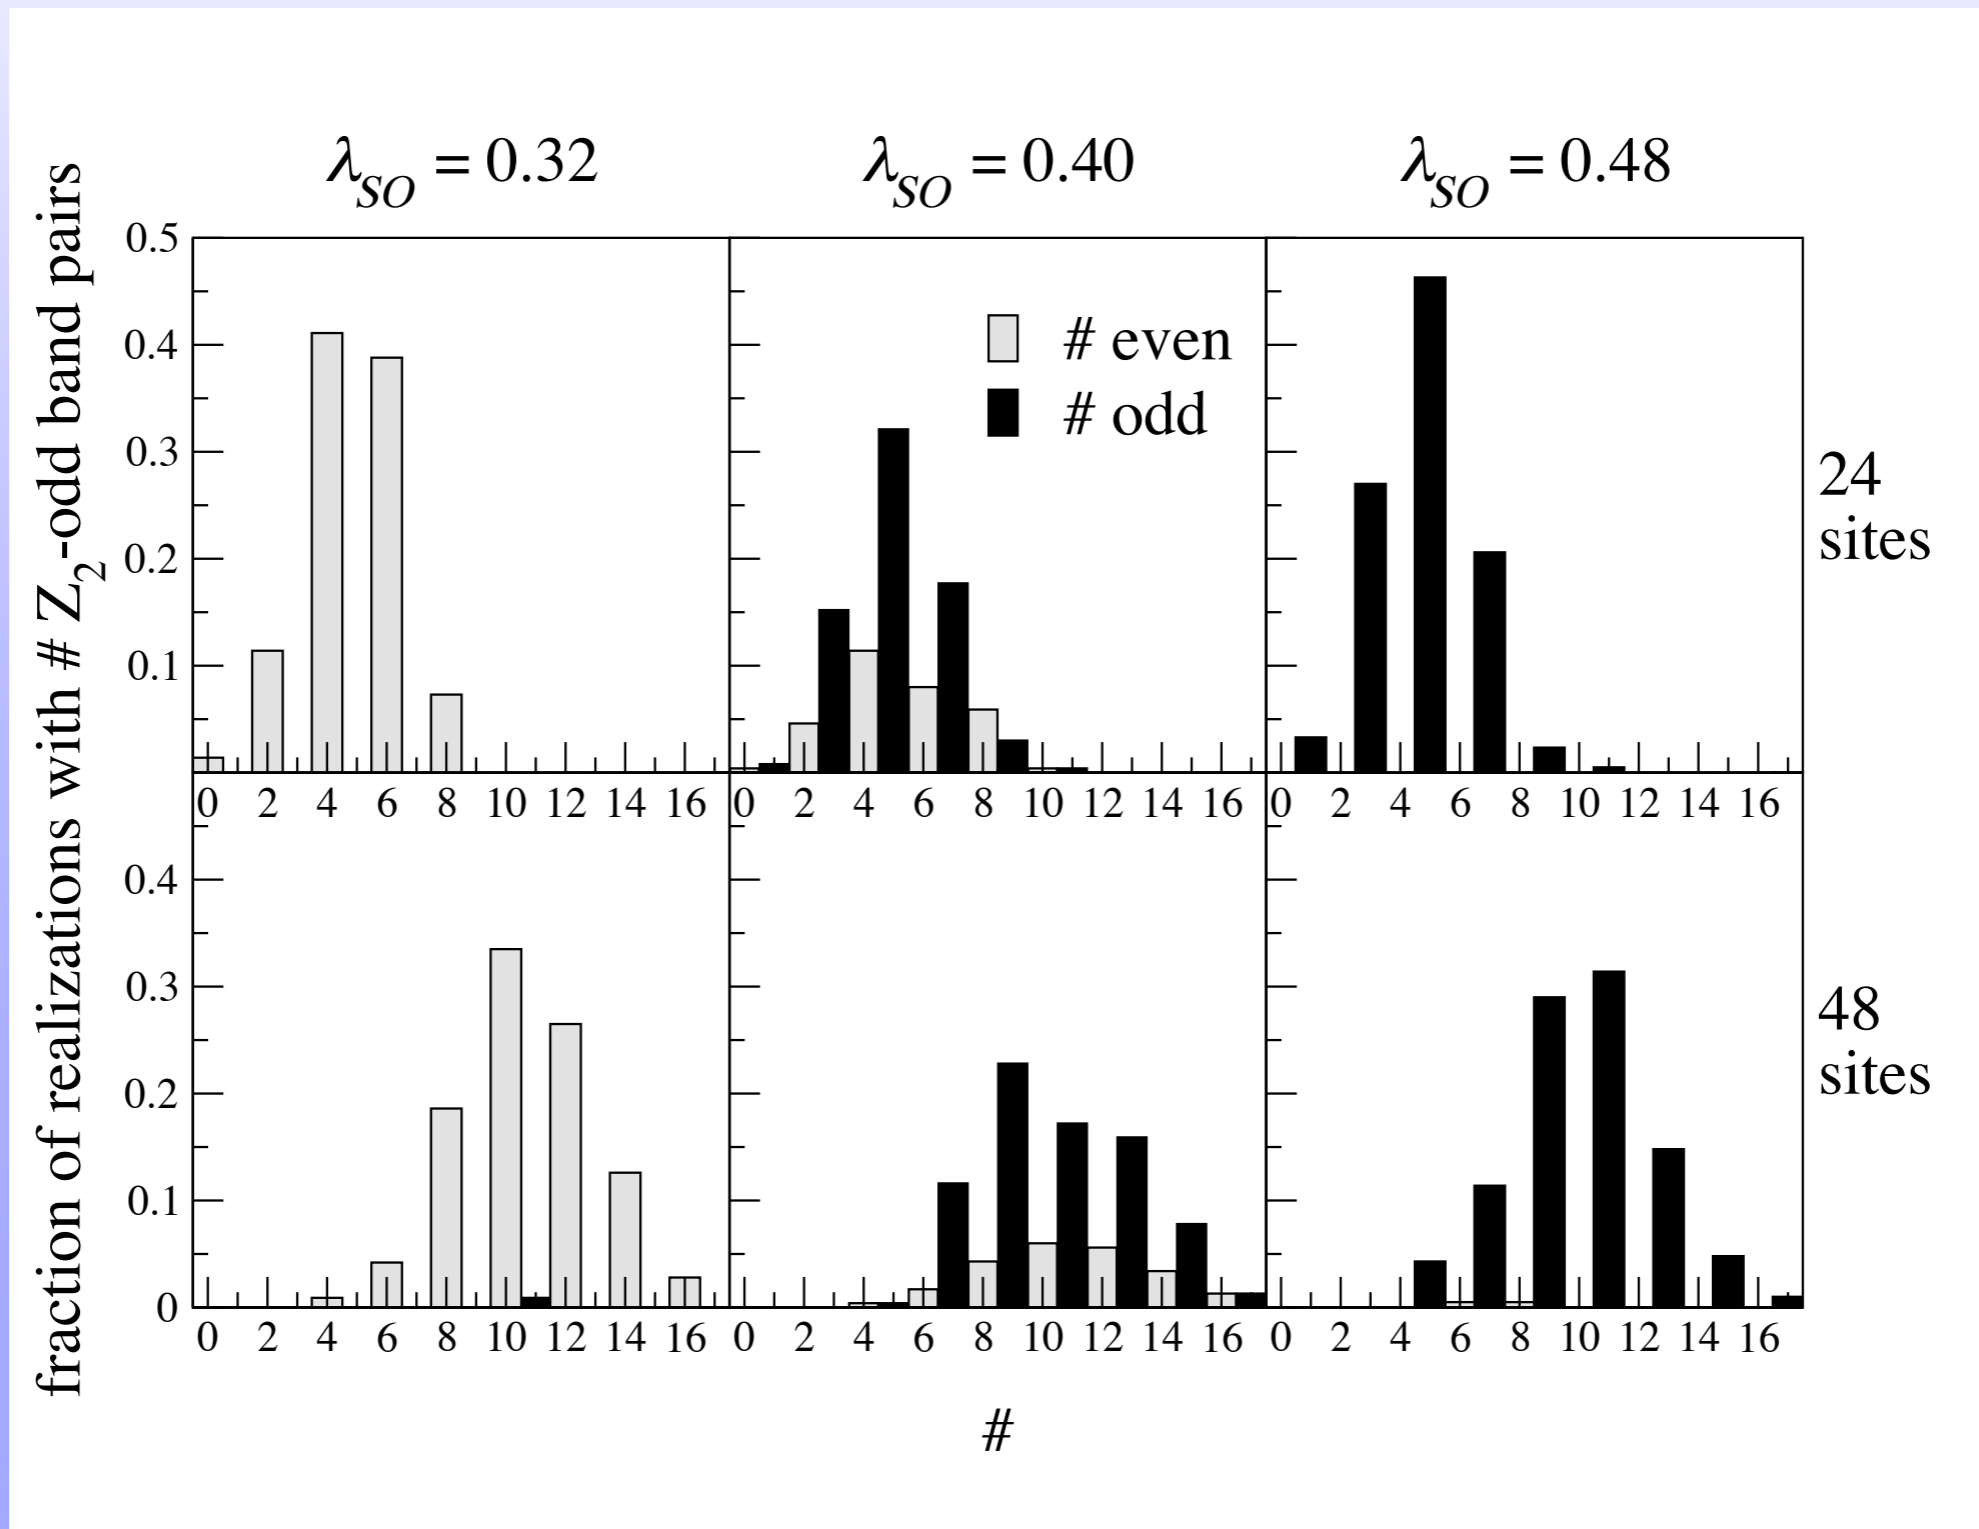 λSO = 0.32 λSO = 0.40 λSO = 0.48
fraction of realizations with # Z2-odd band pairs
0.5
0.4
0.3
0.2
0.1
# even
# odd
24
sites
0 2 4 6 8 10 12 14 16 0 2 4 6 8 10 12 14 16 0 2 4 6 8 10 12 14 16
0.4
0.3
0.2
0.1
0
48
sites
0 2 4 6 8 10 12 14 16 0 2 4 6 8 10 12 14 16 0 2 4 6 8 10 12 14 16
#